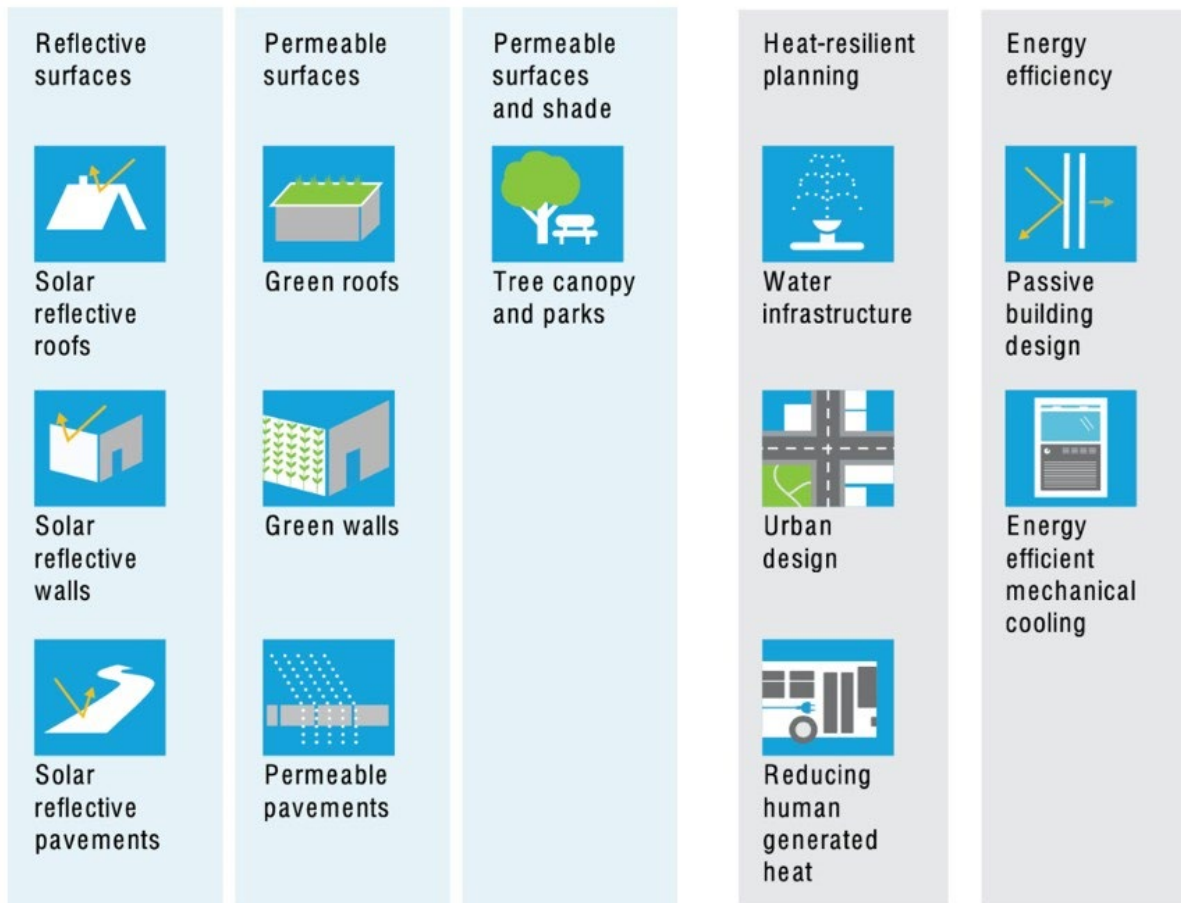 Reflective
surfaces
Solar
reflective
roofs
Solar
reflective
walls
Solar
reflective
pavements
Permeable
surfaces
Green roofs
Green walls
Permeable
pavements
Permeable
surfaces
and shade
Tree canopy
and parks
Heat-resilient
planning
Water
infrastructure
Urban
design
Reducing
human
generated
heat
Energy
efficiency
Passive
building
design
Energy
efficient
mechanical
cooling